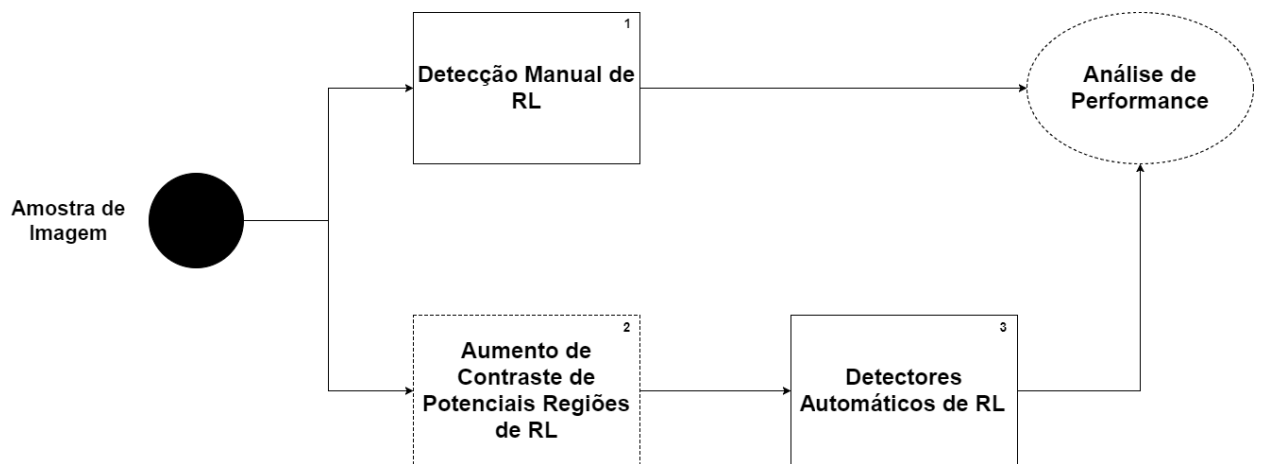 1
Detecção Manual de
RL
Análise de
Performance
Amostra de
Imagem
2
Aumento de
Contraste de
Potenciais Regiões
de RL
3
Detectores
Automáticos de RL